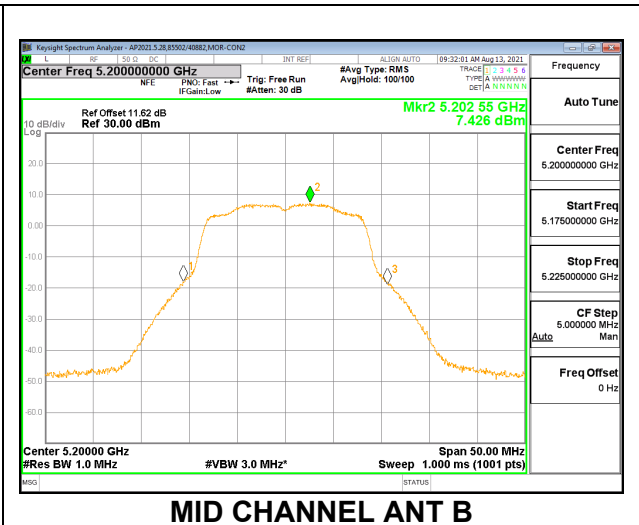 Keysight Spectrum Analyzer - AP2021.5.28,85502/40882,MOR-CON2
L RF 50 Ω DC INT REF ALIGN AUTO 09:32:01 AM Aug 13, 2021
Center Freq 5.200000000 GHz
NFE
PNO: Fast
IFGain:Low
Trig: Free Run
#Atten: 30 dB
#Avg Type: RMS
Avg|Hold: 100/100
TRACE 1 2 3 4 5 6
TYPE A WWWWW
DET A N N N N N
Frequency
Auto Tune
Center Freq
5.200000000 GHz
Start Freq
5.175000000 GHz
Stop Freq
5.225000000 GHz
CF Step
5.000000 MHz
Auto Man
Freq Offset
0 Hz
Ref Offset 11.62 dB
Ref 30.00 dBm
10 dB/div
Log
Mkr2 5.202 55 GHz
7.426 dBm
20.0
10.0
0.00
-10.0
-20.0
-30.0
-40.0
-50.0
-60.0
1
2
3
Center 5.20000 GHz
#Res BW 1.0 MHz
#VBW 3.0 MHz*
Span 50.00 MHz
Sweep 1.000 ms (1001 pts)
MSG
STATUS
MID CHANNEL ANT B